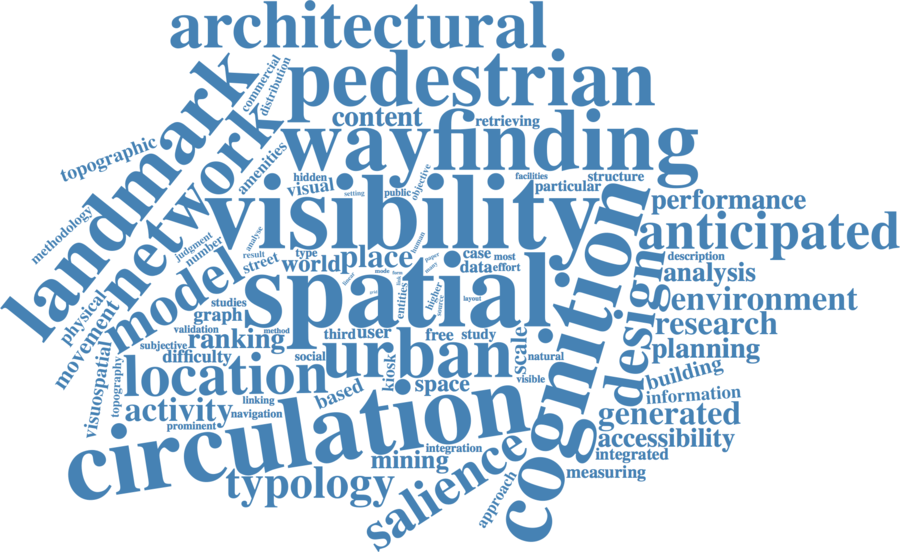 architectural
pedestrian
commercial
distribution
landmark
content
retrieving
network
wayfinding
topographic
amenities
hidden
visual
setting
public
objective
facilities
particular
structure
visibility
performance
methodology
judgment
number
analyse
result
street
type
world
place
human
case
most
data
effort
anticipated
description
analysis
model
spatial
cognition
design
environment
physical
movement
studies
graph
mode
form
entities
higher
source
layout
research
validation
method
ranking
third
user
free
study
scale
planning
subjective
difficulty
social
urban
natural
visible
building
visuospatial
topography
location
kiosk
space
based
information
linking
activity
navigation
generated
prominent
circulation
accessibility
integration
integrated
mining
measuring
typology
salience
approach